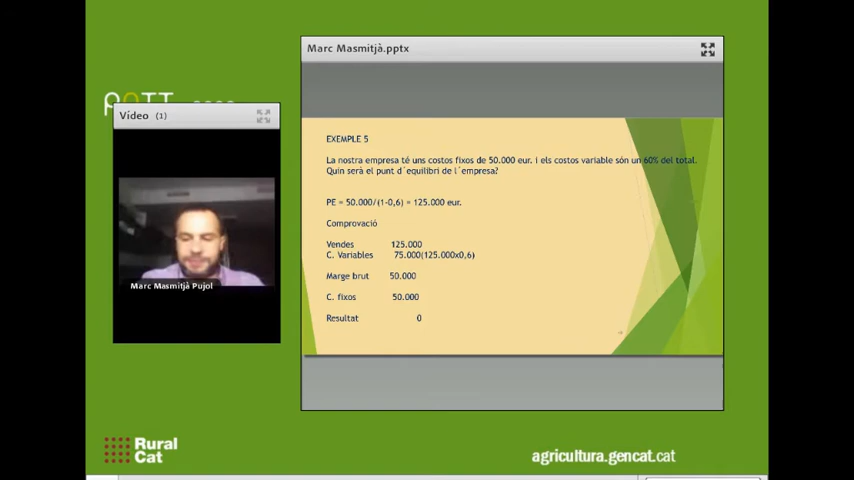 Marc Masmitjà.pptx
Vídeo (1)
EXEMPLE 5
La nostra empresa té uns costos fixos de 50.000 eur. i els costos variable són un 60% del total.
Quin serà el punt d´equilibri de l´empresa?
PE = 50.000/(1-0,6) = 125.000 eur.
Comprovació
Vendes 125.000
C. Variables 75.000(125.000x0,6)
Marge brut 50.000
C. fixos 50.000
Resultat 0
Marc Masmitjà Pujol
Rural
Cat
agricultura.gencat.cat